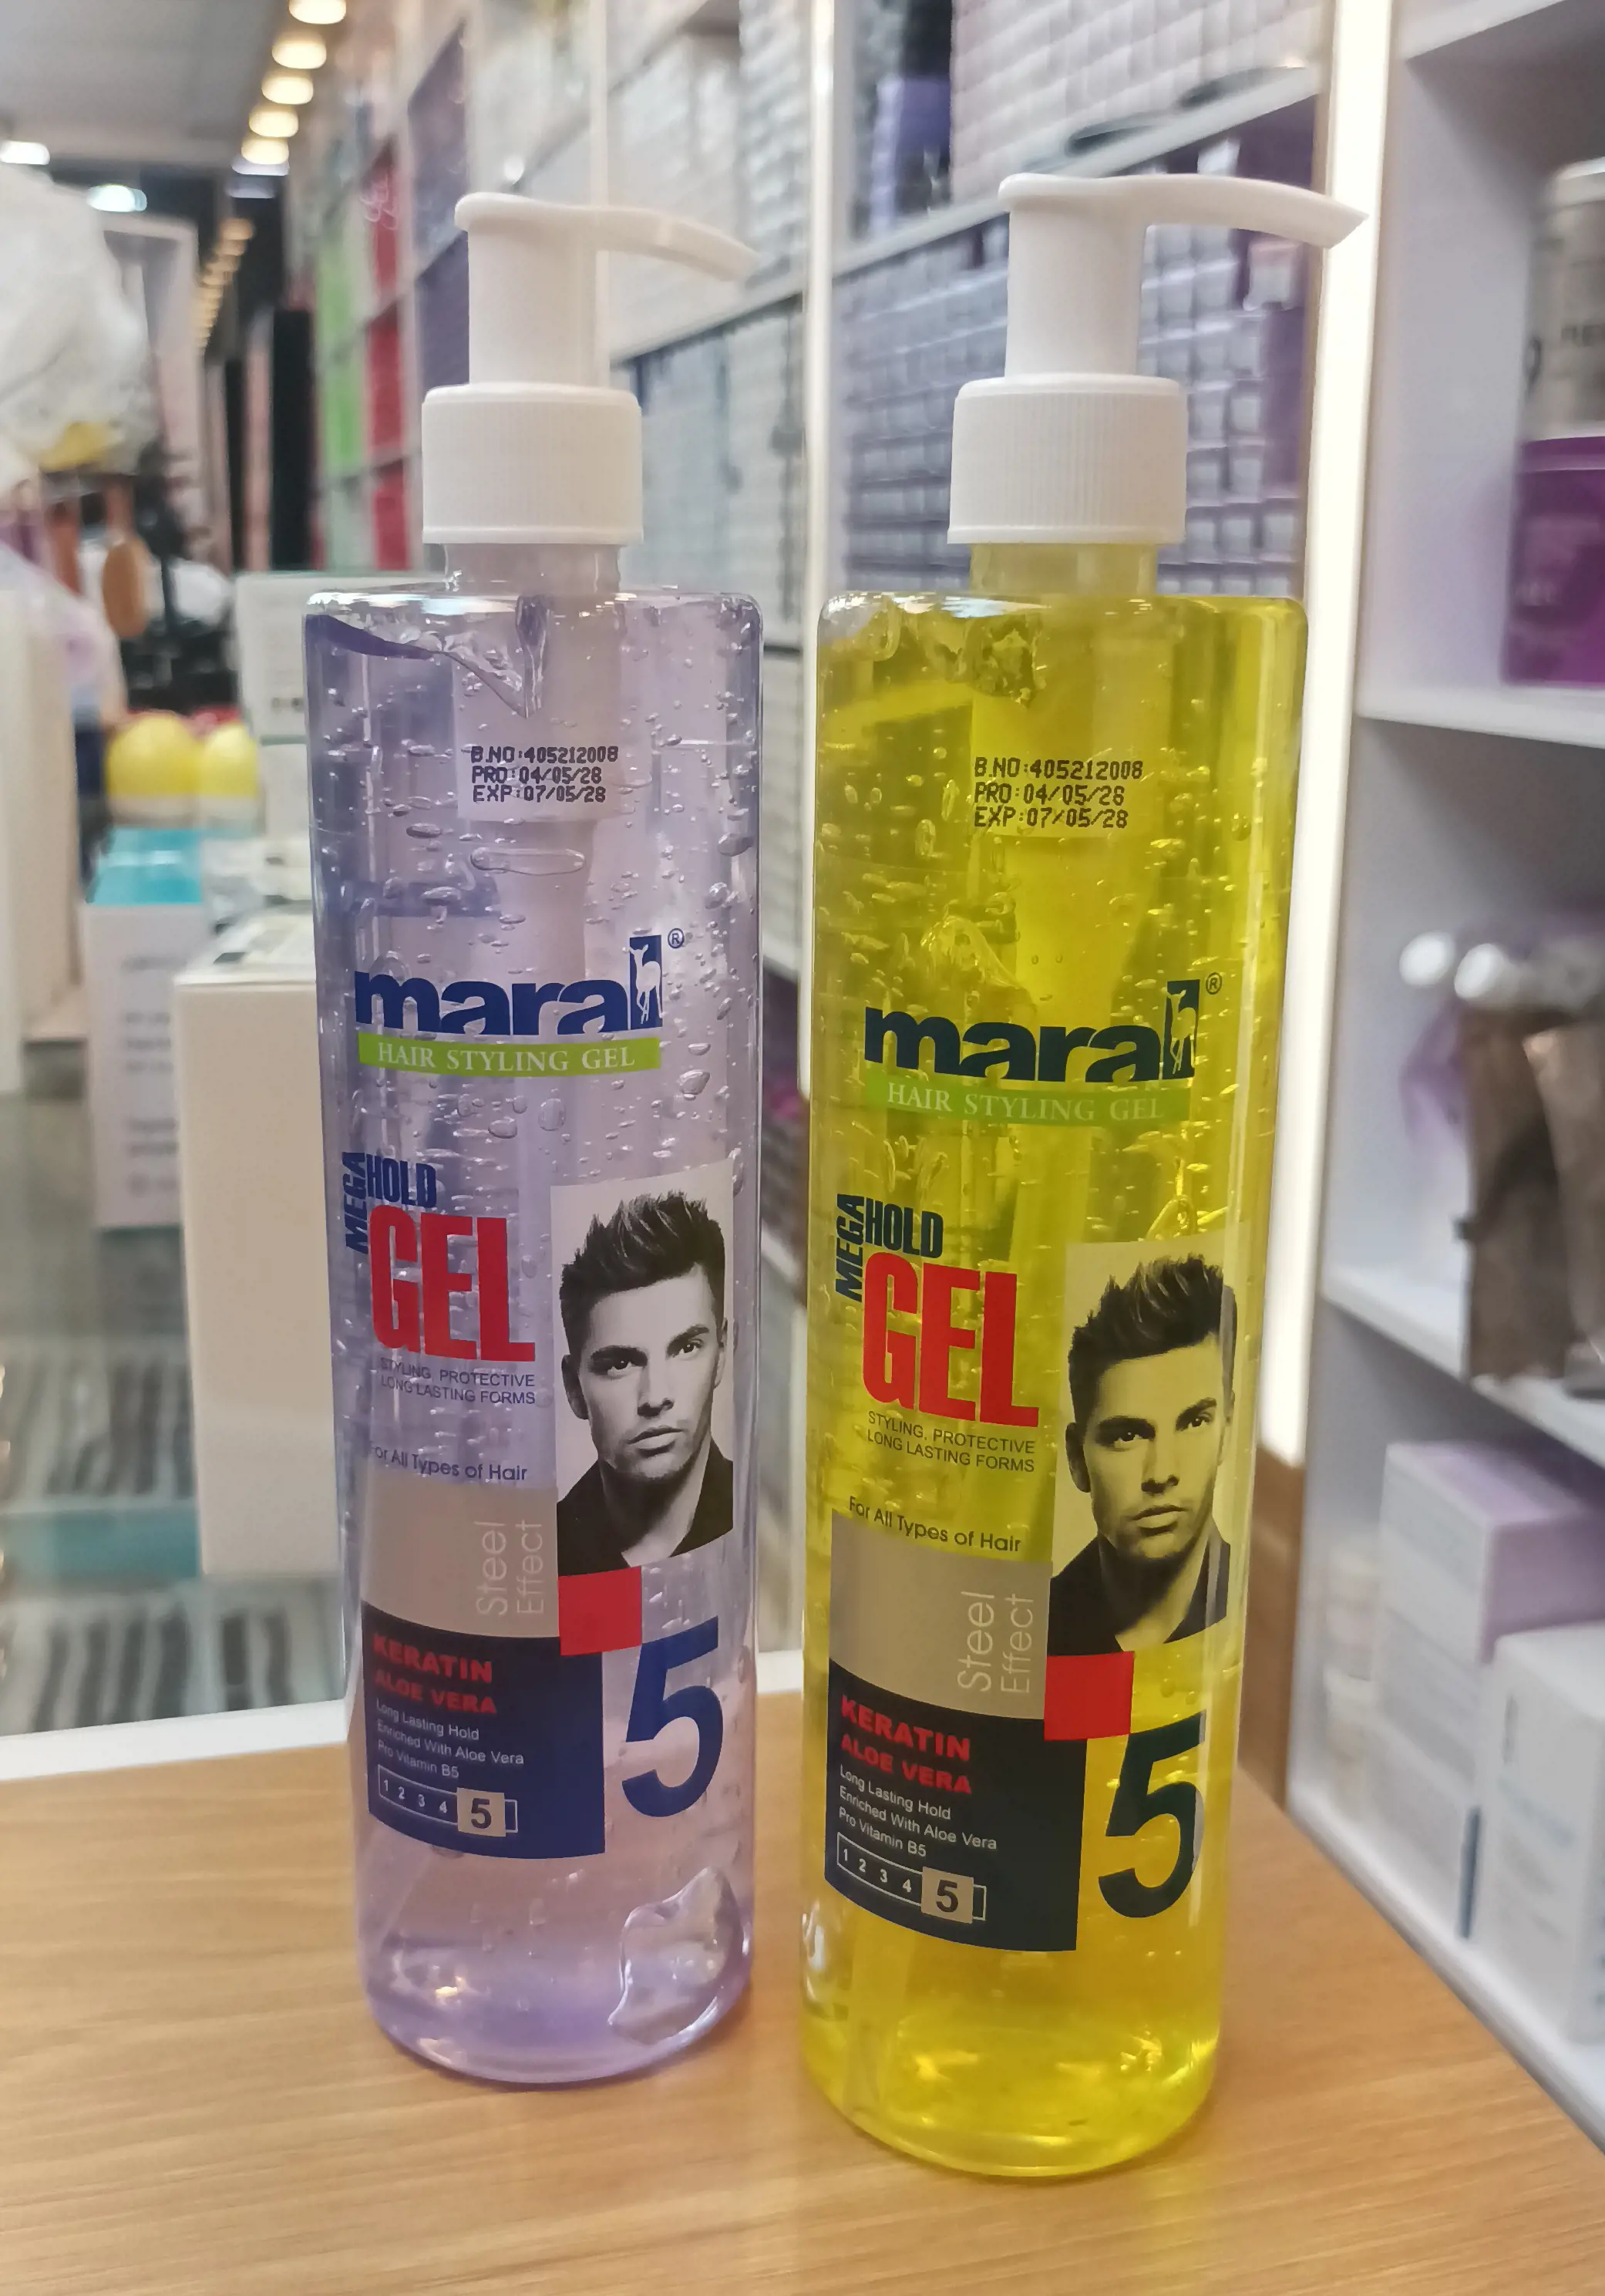 B.NO:405212008
PRO:04/05/28
EXP:07/05/28
maral®
HAIR STYLING GEL
MEGA HOLD
GEL
STYLING, PROTECTIVE
LONG LASTING FORMS
For All Types of Hair
Steel
Effect
KERATIN
ALOE VERA
Long Lasting Hold
Enriched With Aloe Vera
Pro Vitamin B5
1 2 3 4 5
5
B.NO:405212008
PRO:04/05/28
EXP:07/05/28
maral®
HAIR STYLING GEL
MEGA HOLD
GEL
STYLING, PROTECTIVE
LONG LASTING FORMS
For All Types of Hair
Steel
Effect
KERATIN
ALOE VERA
Long Lasting Hold
Enriched With Aloe Vera
Pro Vitamin B5
1 2 3 4 5
5